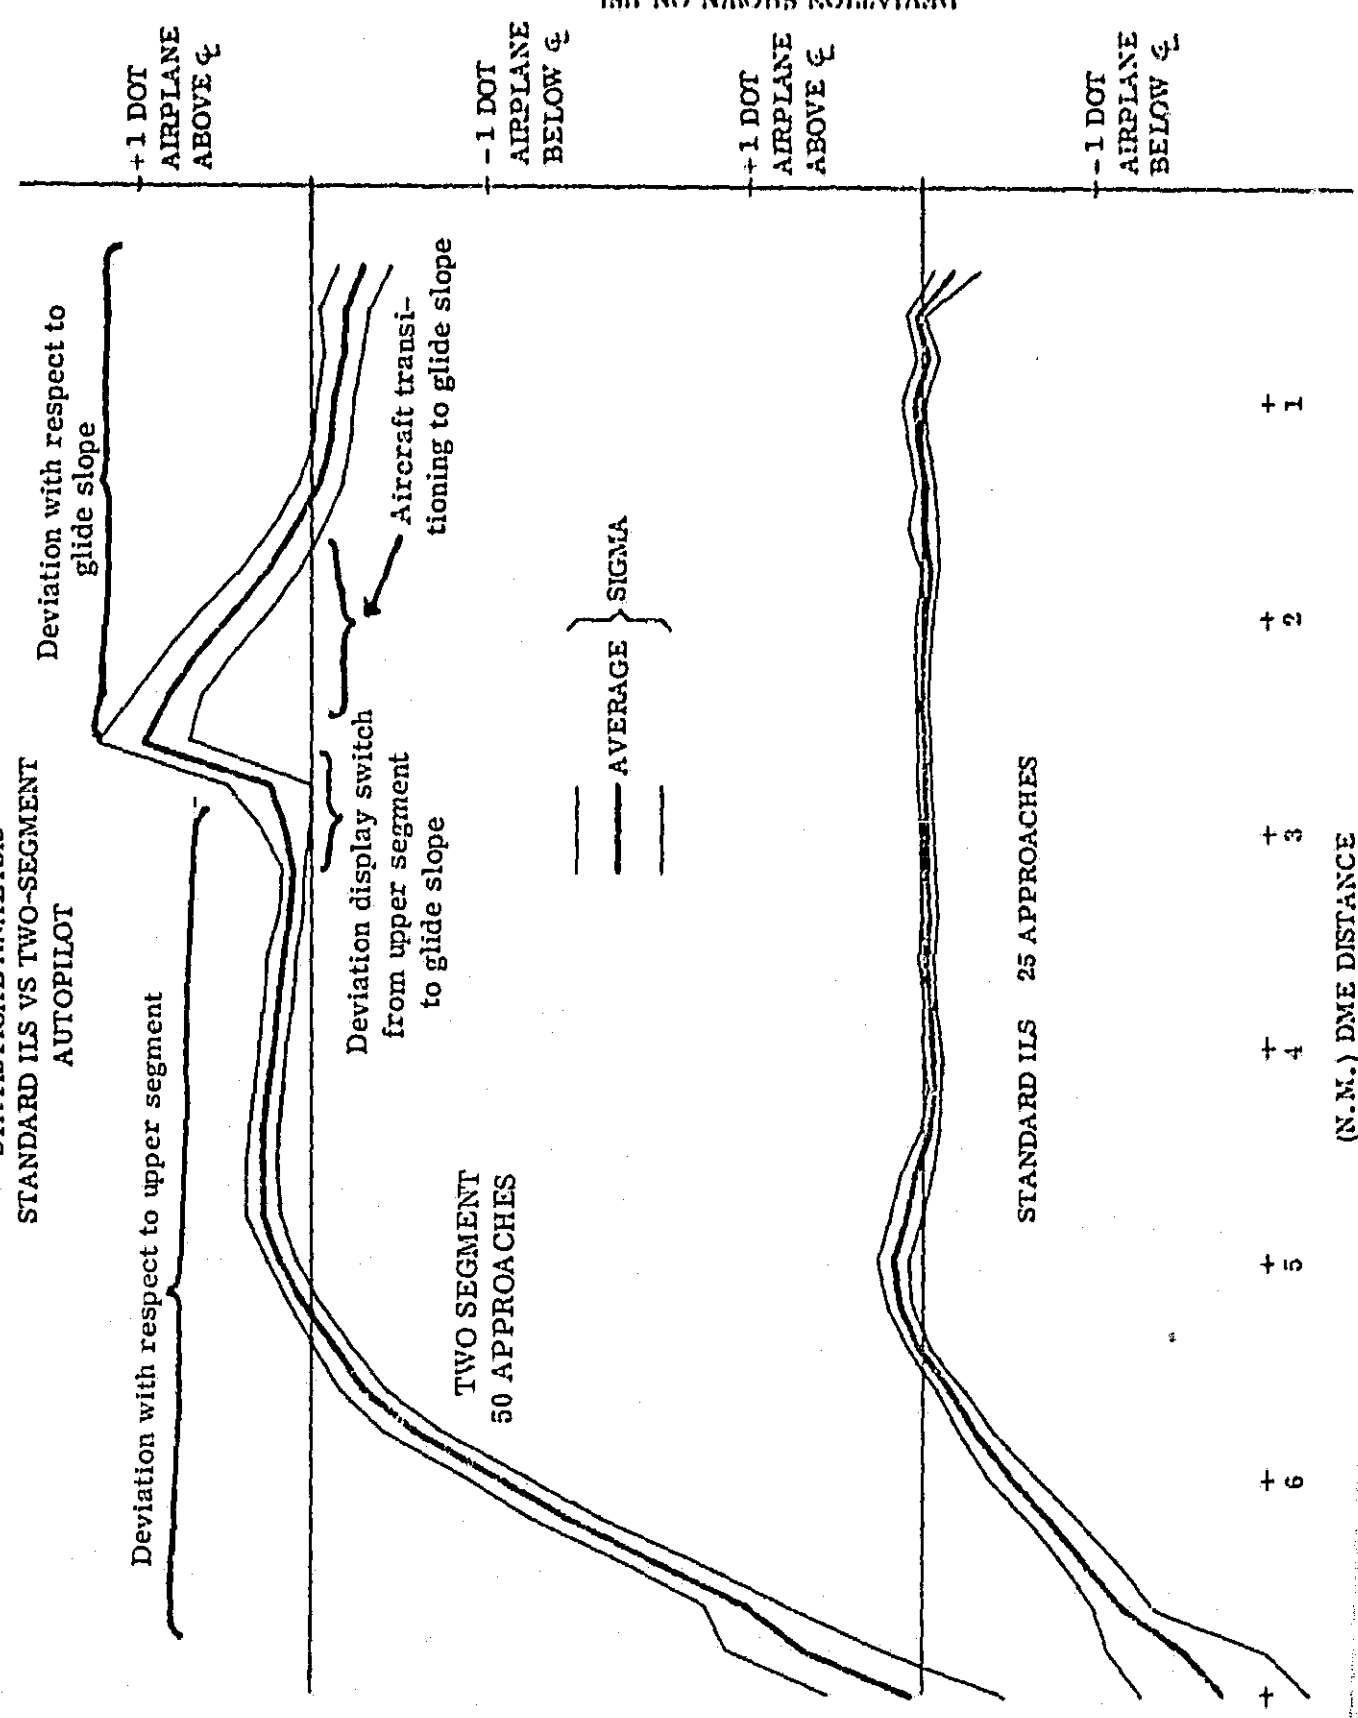 STANDARD ILS VS TWO-SEGMENT
AUTOPILOT
Deviation with respect to upper segment
Deviation with respect to
glide slope
Deviation display switch
from upper segment
to glide slope
Aircraft transi-
tioning to glide slope
TWO SEGMENT
50 APPROACHES
AVERAGE
SIGMA
STANDARD ILS 25 APPROACHES
+1 DOT
AIRPLANE
ABOVE ℄
-1 DOT
AIRPLANE
BELOW ℄
+1 DOT
AIRPLANE
ABOVE ℄
-1 DOT
AIRPLANE
BELOW ℄
6 5 4 3 2 1
(N.M.) DME DISTANCE